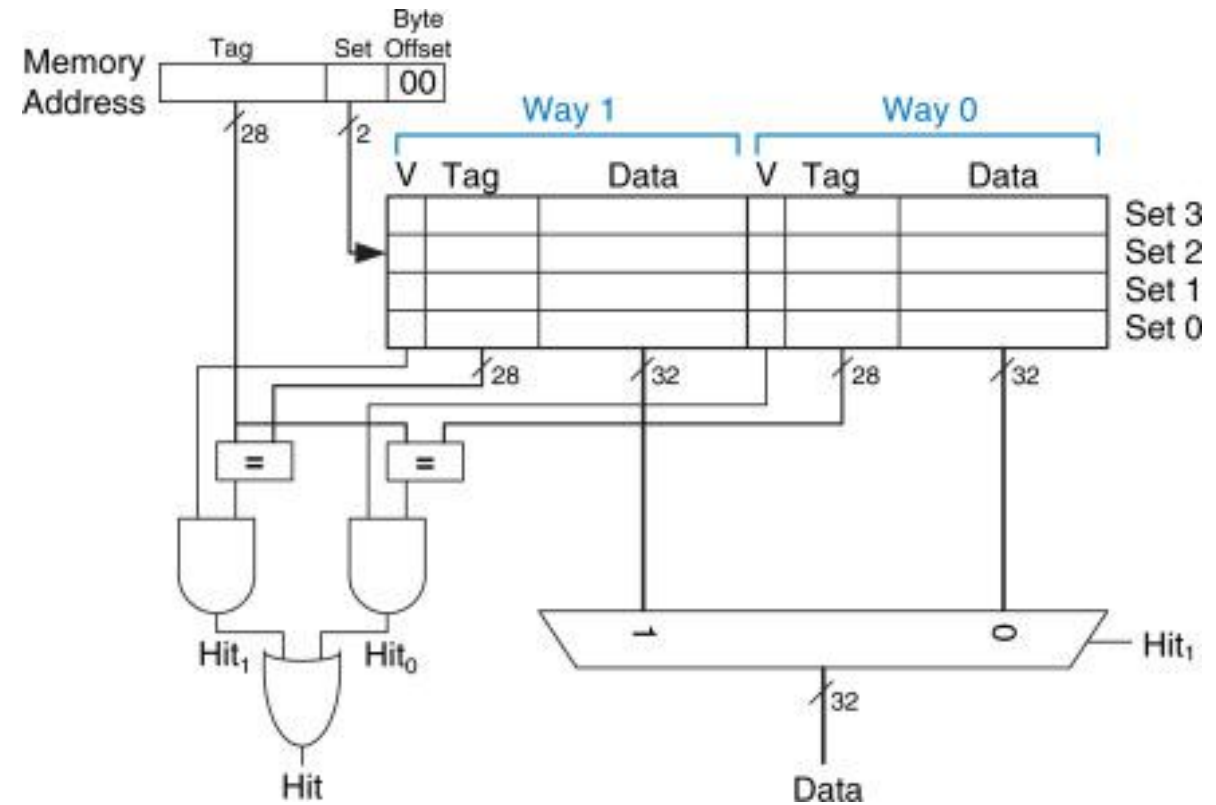 Byte
Tag Set Offset
Memory Address 00
28 2
Way 1 Way 0
V Tag Data V Tag Data
Set 3
Set 2
Set 1
Set 0
28 32 28 32
= =
1 0
Hit₁ Hit₀ Hit₁
32
Hit Data